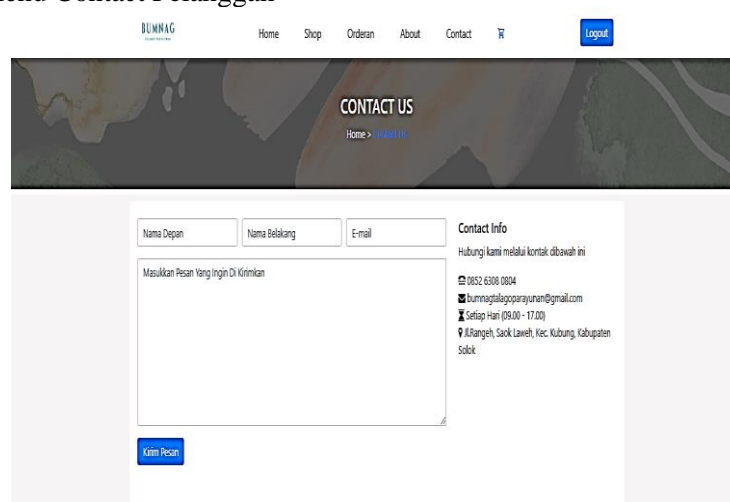 Contact Pelanggan
BUMNAG
Home Shop Orderan About Contact Logout
CONTACT US
Home > Contact Us
Nama Depan Nama Belakang E-mail
Masukkan Pesan Yang Ingin Di Kirimkan
Kirim Pesan
Contact Info
Hubungi kami melalui kontak dibawah ini
0852 6308 0804
bumnagtalagoparayunan@gmail.com
Setiap Hari (09.00 - 17.00)
Jl.Rangeh, Saok Laweh, Kec. Kubung, Kabupaten
Solok